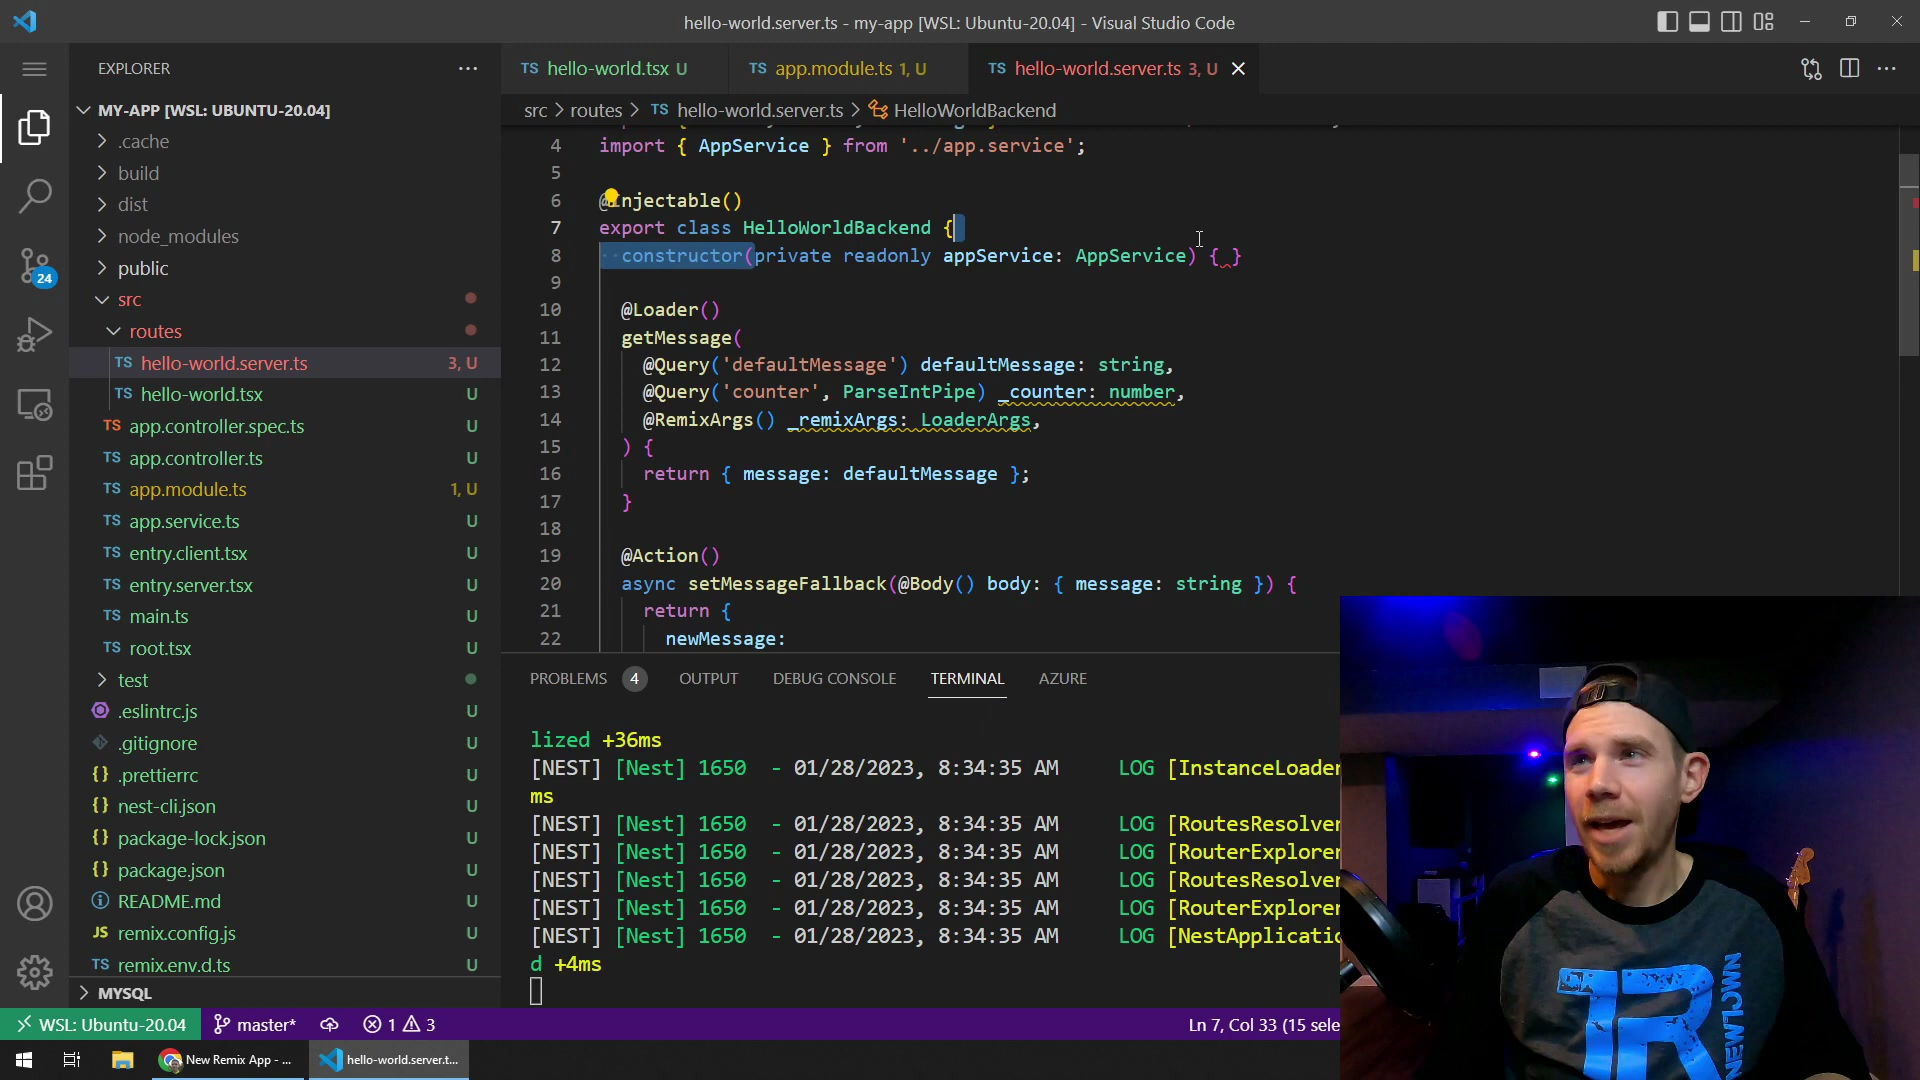 hello-world.server.ts - my-app [WSL: Ubuntu-20.04] - Visual Studio Code
EXPLORER
MY-APP [WSL: UBUNTU-20.04]
.cache
build
dist
node_modules
public
src
routes
TS hello-world.server.ts 3, U
TS hello-world.tsx U
TS app.controller.spec.ts U
TS app.controller.ts U
TS app.module.ts 1, U
TS app.service.ts U
TS entry.client.tsx U
TS entry.server.tsx U
TS main.ts U
TS root.tsx U
test
.eslintrc.js U
.gitignore U
{} .prettierrc U
{} nest-cli.json U
{} package-lock.json U
{} package.json U
README.md U
JS remix.config.js U
TS remix.env.d.ts U
MYSQL
24
TS hello-world.tsx U
TS app.module.ts 1, U
TS hello-world.server.ts 3, U
src > routes > TS hello-world.server.ts > HelloWorldBackend
4 import { AppService } from '../app.service';
5
6 @Injectable()
7 export class HelloWorldBackend {
8 constructor(private readonly appService: AppService) { }
9
10 @Loader()
11 getMessage(
12 @Query('defaultMessage') defaultMessage: string,
13 @Query('counter', ParseIntPipe) _counter: number,
14 @RemixArgs() _remixArgs: LoaderArgs,
15 ) {
16 return { message: defaultMessage };
17 }
18
19 @Action()
20 async setMessageFallback(@Body() body: { message: string }) {
21 return {
22 newMessage:
PROBLEMS 4 OUTPUT DEBUG CONSOLE TERMINAL AZURE
lized +36ms
[NEST] [Nest] 1650 - 01/28/2023, 8:34:35 AM LOG [InstanceLoader
ms
[NEST] [Nest] 1650 - 01/28/2023, 8:34:35 AM LOG [RoutesResolver
[NEST] [Nest] 1650 - 01/28/2023, 8:34:35 AM LOG [RouterExplorer
[NEST] [Nest] 1650 - 01/28/2023, 8:34:35 AM LOG [RoutesResolver
[NEST] [Nest] 1650 - 01/28/2023, 8:34:35 AM LOG [RouterExplorer
[NEST] [Nest] 1650 - 01/28/2023, 8:34:35 AM LOG [NestApplicatio
d +4ms
WSL: Ubuntu-20.04 master* 1 3 Ln 7, Col 33 (15 sele
New Remix App - ... hello-world.server.t...